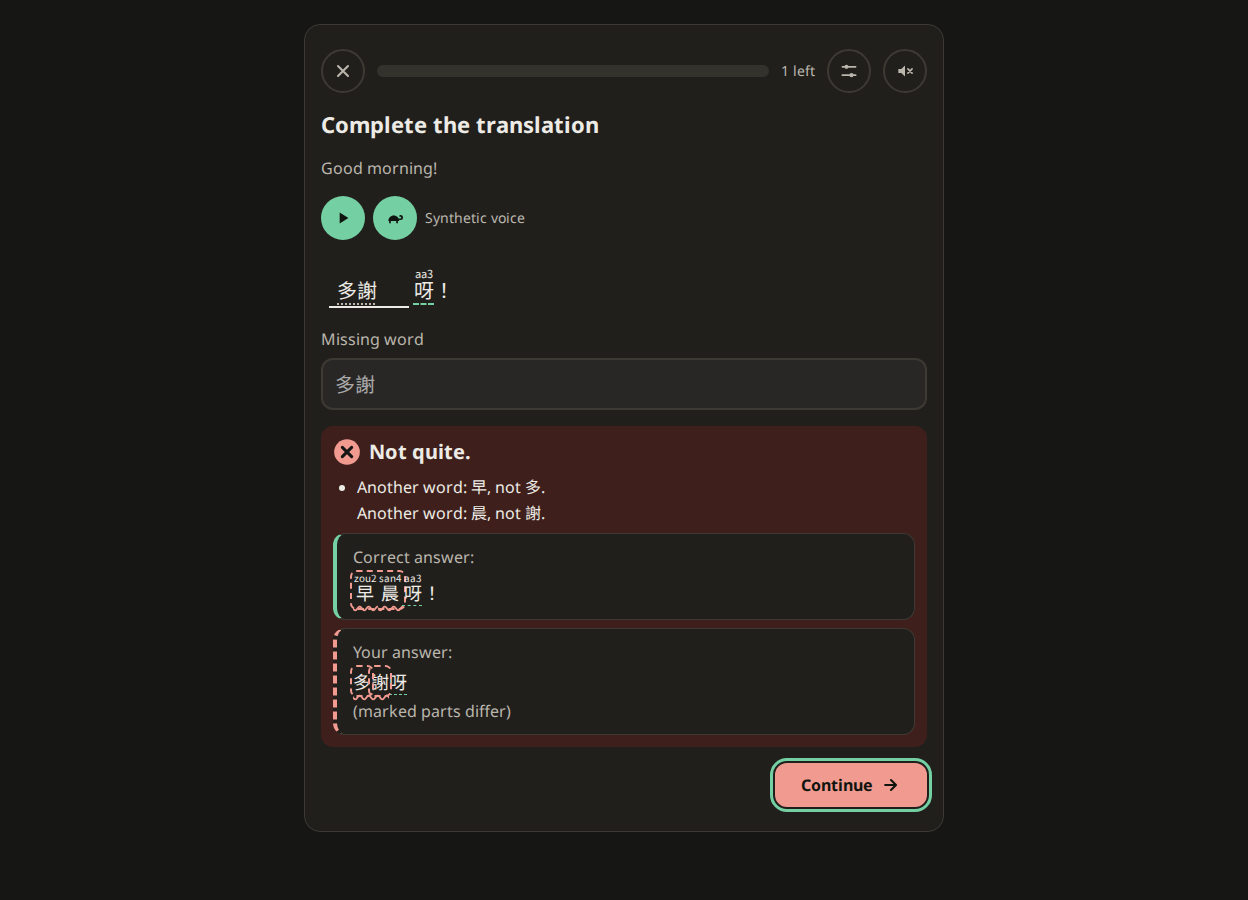 1 left
Complete the translation
Good morning!
Synthetic voice
aa3
多謝 呀！
Missing word
多謝
Not quite.
Another word: 早, not 多.
Another word: 晨, not 謝.
Correct answer:
zou2 san4 aa3
早晨呀！
Your answer:
多謝呀
(marked parts differ)
Continue